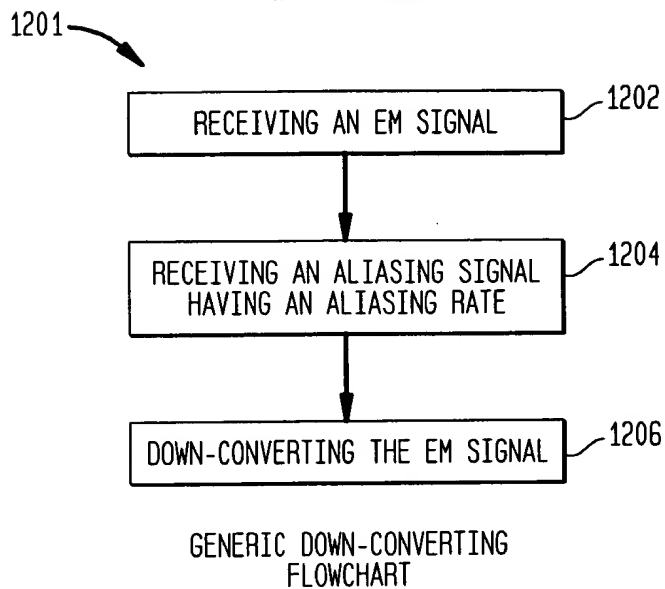 1201
1202
RECEIVING AN EM SIGNAL
1204
RECEIVING AN ALIASING SIGNAL
HAVING AN ALIASING RATE
1206
DOWN-CONVERTING THE EM SIGNAL
GENERIC DOWN-CONVERTING
FLOWCHART